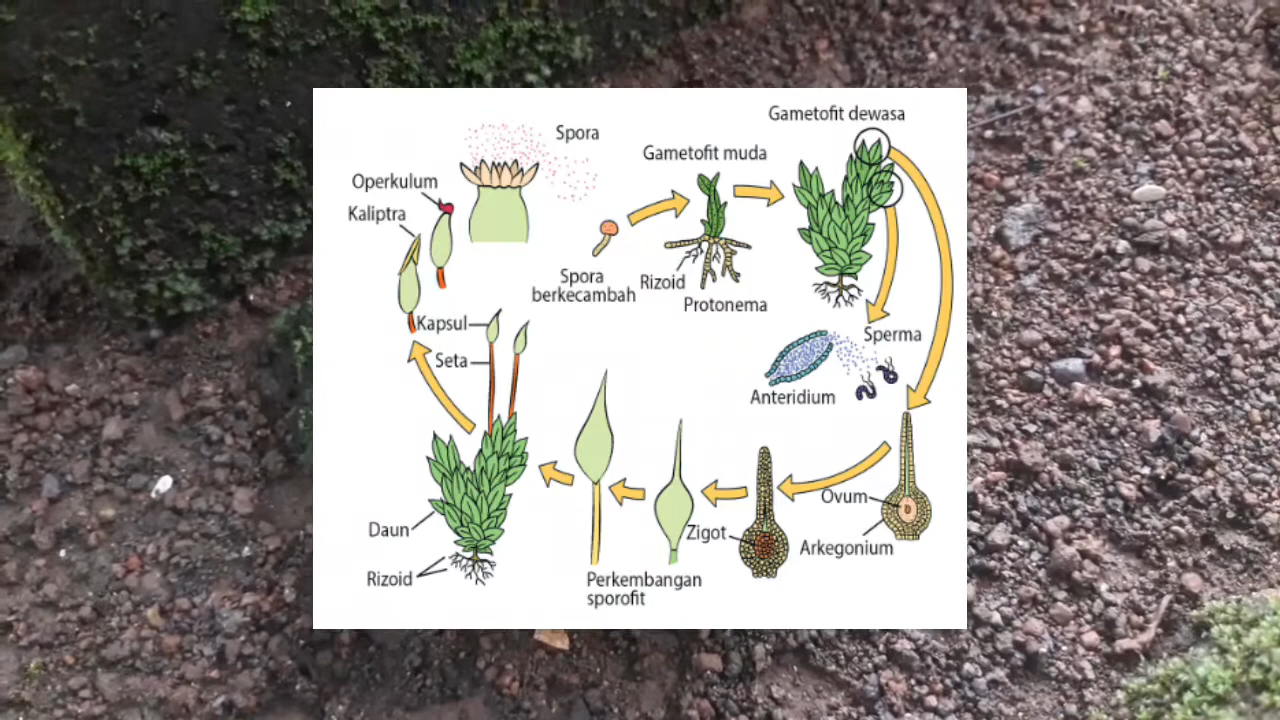 Gametofit dewasa
Spora
Gametofit muda
Operkulum
Kaliptra
Spora
berkecambah
Rizoid
Protonema
Kapsul
Sperma
Seta
Anteridium
Ovum
Daun
Zigot
Arkegonium
Rizoid
Perkembangan
sporofit